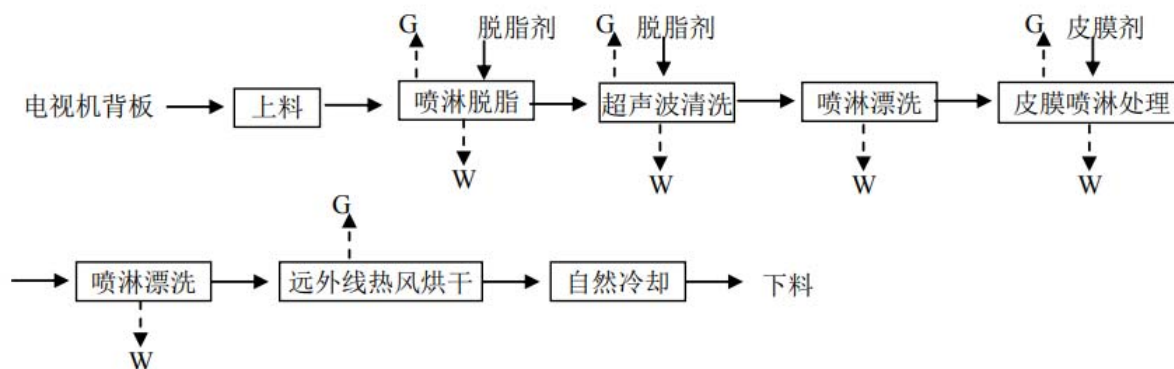 G 脱脂剂 G 脱脂剂 G 皮膜剂
电视机背板 上料 喷淋脱脂 超声波清洗 喷淋漂洗 皮膜喷淋处理
W W W W
G
喷淋漂洗 远外线热风烘干 自然冷却 下料
W